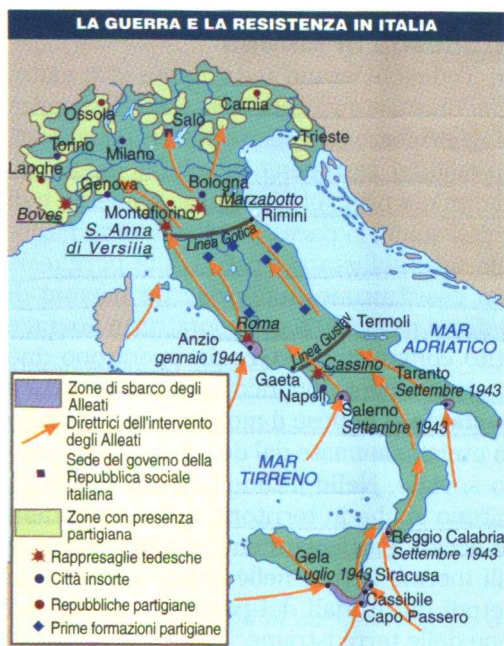 LA GUERRA E LA RESISTENZA IN ITALIA
Carnia
Ossola
Salò
Trieste
Torino
Milano
Langhe
Genova
Bologna
Boves
Marzabotto
Montefiorino
Rimini
S. Anna
di Versilia
Linea Gotica
Roma
Termoli
MAR
ADRIATICO
Anzio
gennaio 1944
Linea Gustav
Cassino
Gaeta
Napoli
Taranto
Settembre 1943
Salerno
Settembre 1943
MAR
TIRRENO
Reggio Calabria
Settembre 1943
Gela
Luglio 1943
Siracusa
Cassibile
Capo Passero
Zone di sbarco degli
Alleati
Direttrici dell'intervento
degli Alleati
Sede del governo della
Repubblica sociale
italiana
Zone con presenza
partigiana
Rappresaglie tedesche
Città insorte
Repubbliche partigiane
Prime formazioni partigiane